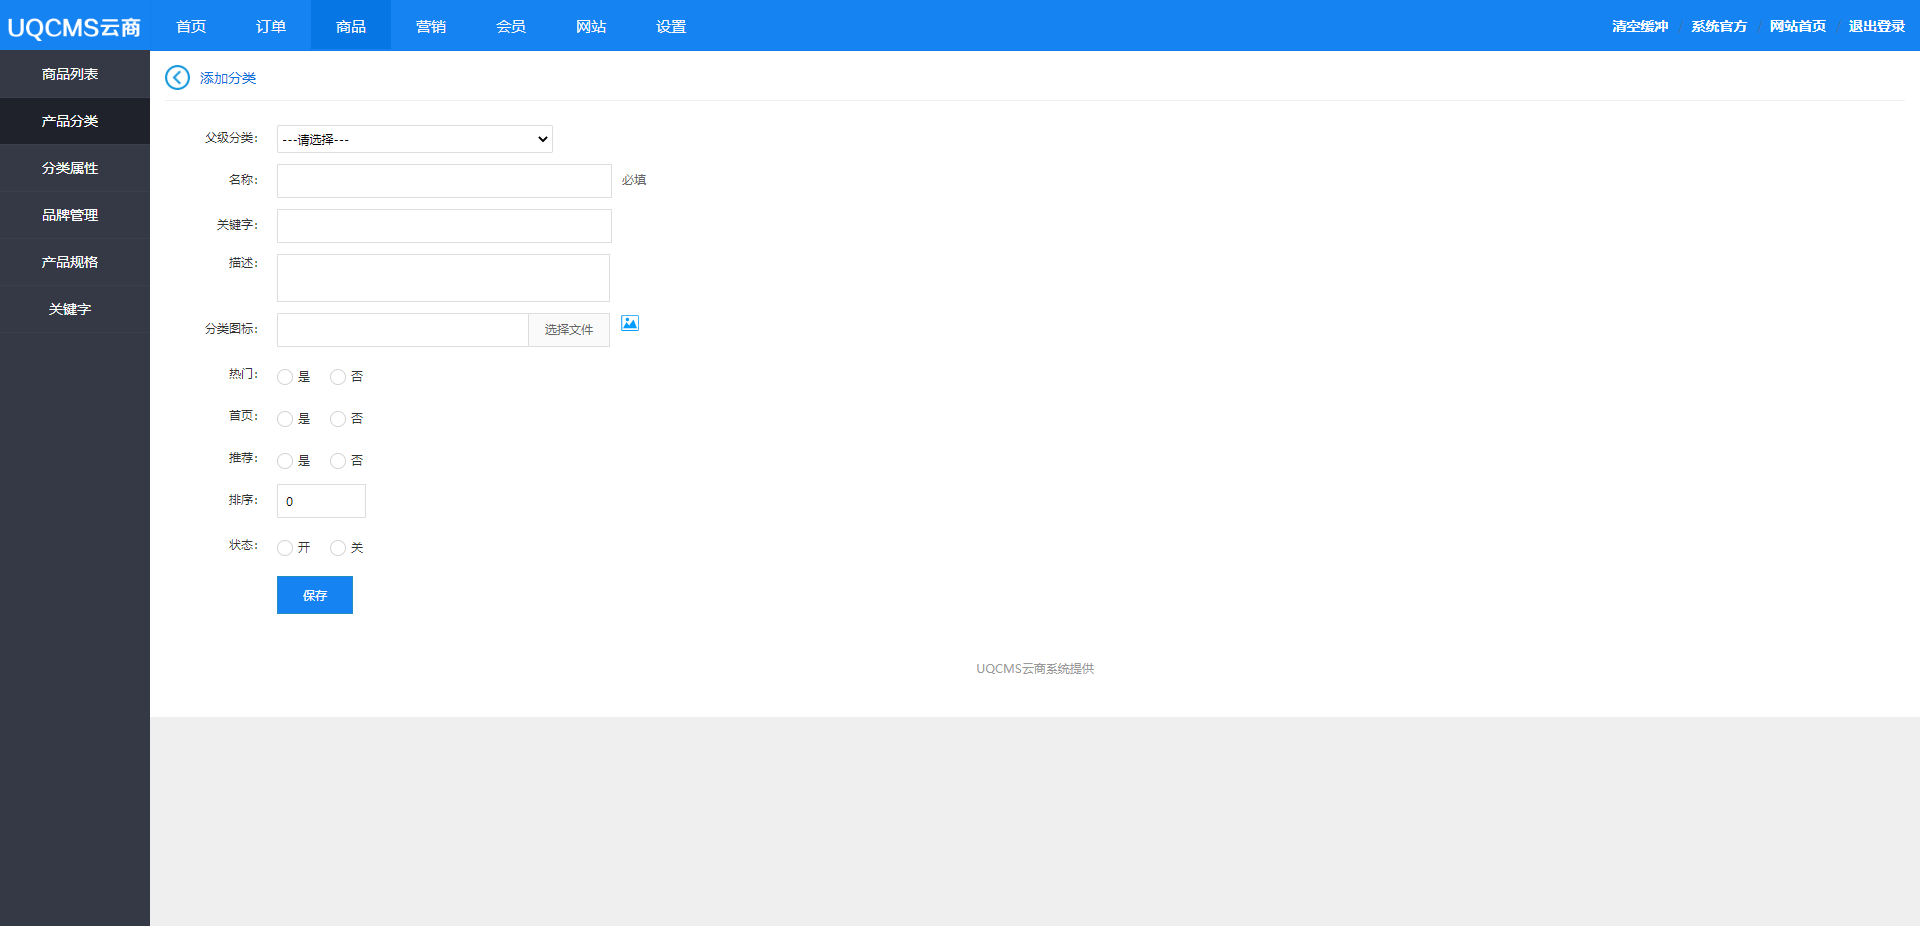 UQCMS云商
首页 订单 商品 营销 会员 网站 设置
清空缓冲 / 系统官方 / 网站首页 / 退出登录
商品列表
产品分类
分类属性
品牌管理
产品规格
关键字
添加分类
父级分类: ---请选择---
名称: 必填
关键字:
描述:
分类图标: 选择文件
热门: 是 否
首页: 是 否
推荐: 是 否
排序: 0
状态: 开 关
保存
UQCMS云商系统提供